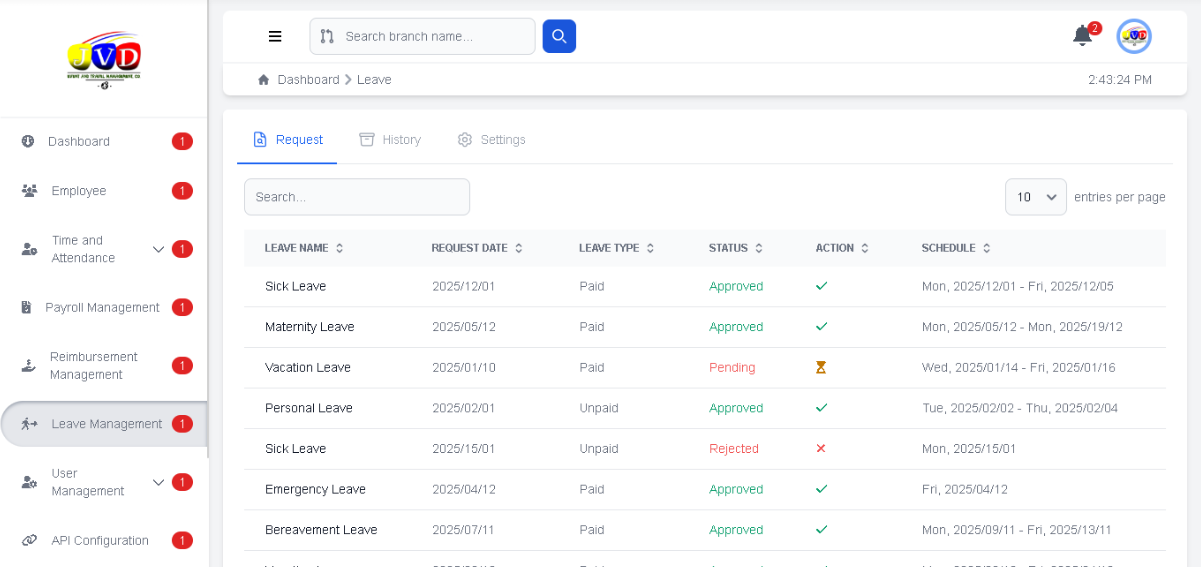 JVD
EVENT AND TRAVEL MANAGEMENT CO.
Search branch name...
2
JVD
Dashboard > Leave
2:43:24 PM
Dashboard 1
Employee 1
Time and
Attendance 1
Payroll Management 1
Reimbursement
Management 1
Leave Management 1
User
Management 1
API Configuration 1
Request History Settings
Search...
10 entries per page
LEAVE NAME REQUEST DATE LEAVE TYPE STATUS ACTION SCHEDULE
Sick Leave 2025/12/01 Paid Approved Mon, 2025/12/01 - Fri, 2025/12/05
Maternity Leave 2025/05/12 Paid Approved Mon, 2025/05/12 - Mon, 2025/19/12
Vacation Leave 2025/01/10 Paid Pending Wed, 2025/01/14 - Fri, 2025/01/16
Personal Leave 2025/02/01 Unpaid Approved Tue, 2025/02/02 - Thu, 2025/02/04
Sick Leave 2025/15/01 Unpaid Rejected Mon, 2025/15/01
Emergency Leave 2025/04/12 Paid Approved Fri, 2025/04/12
Bereavement Leave 2025/07/11 Paid Approved Mon, 2025/09/11 - Fri, 2025/13/11